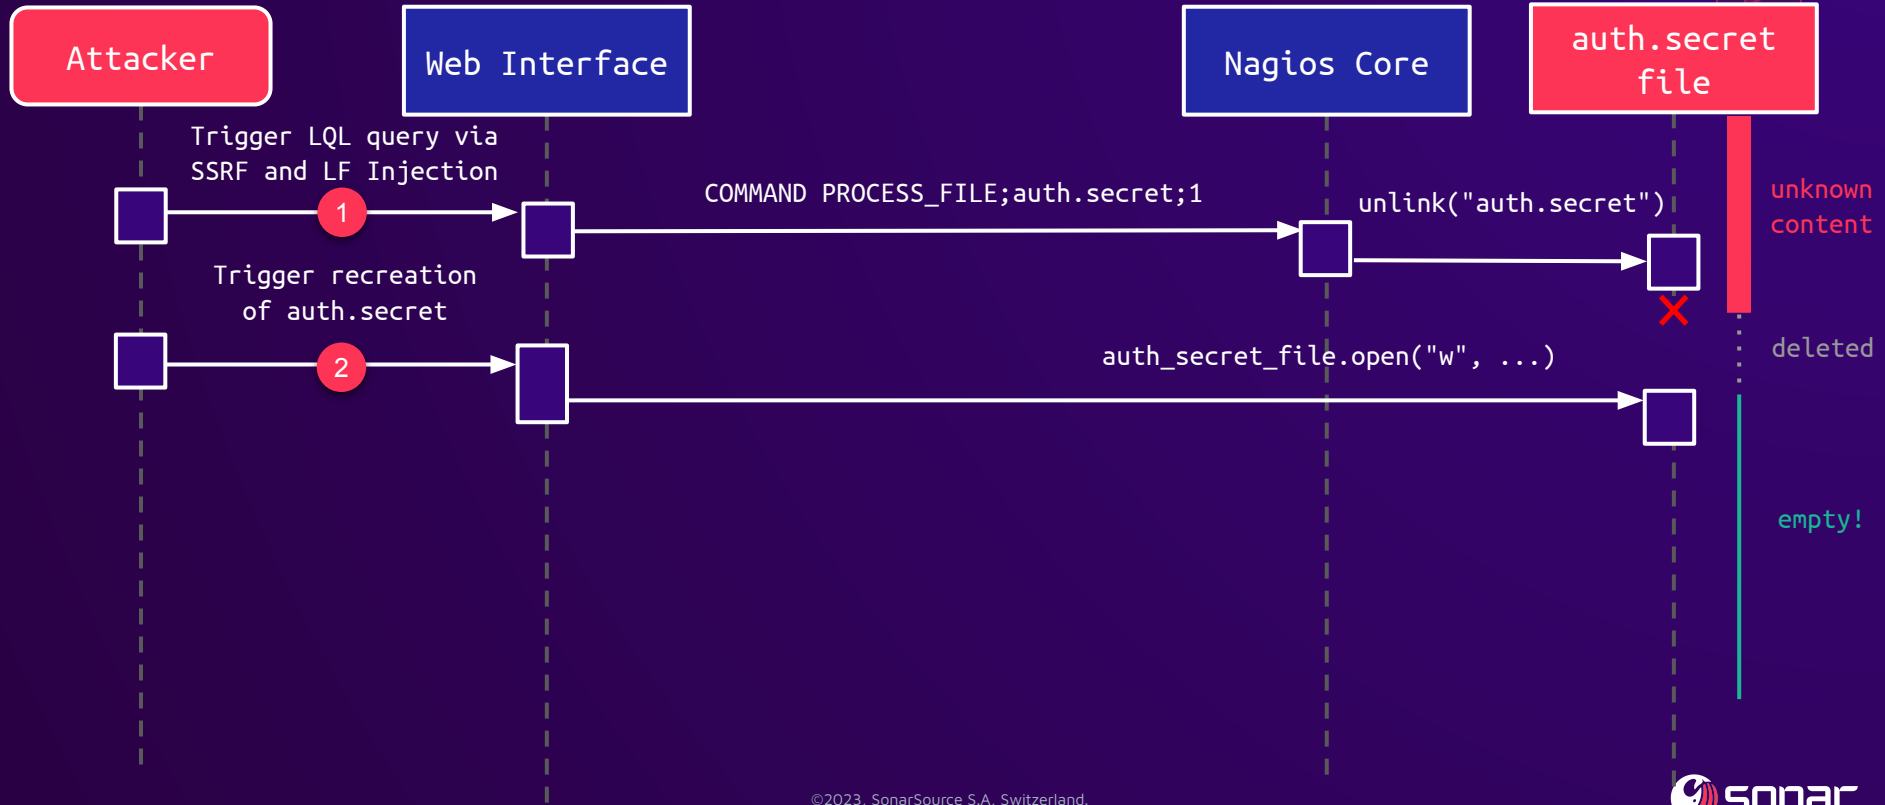 Attacker
Web Interface
Nagios Core
auth.secret
file
Trigger LQL query via
SSRF and LF Injection
1
COMMAND PROCESS_FILE;auth.secret;1
unlink("auth.secret")
unknown
content
Trigger recreation
of auth.secret
2
auth_secret_file.open("w", ...)
deleted
empty!
©2023, SonarSource S.A, Switzerland.
sonar